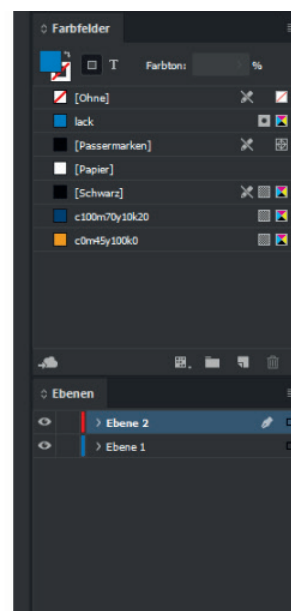 Farbfelder
T Farbton: %
[Ohne]
lack
[Passermarken]
[Papier]
[Schwarz]
c100m70y10k20
c0m45y100k0
Ebenen
Ebene 2
Ebene 1